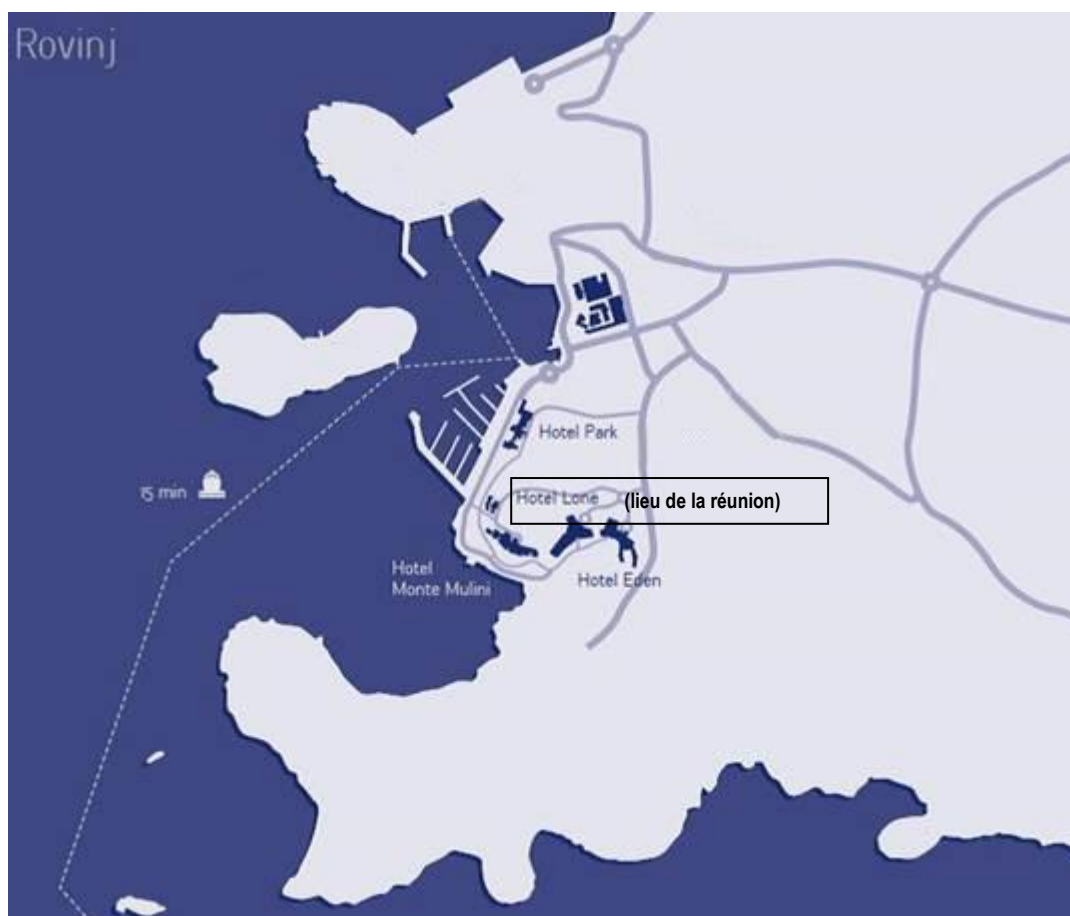 Rovinj
Hotel Park
15 min
Hotel Lone (lieu de la réunion)
Hotel
Monte Mulini
Hotel Eden